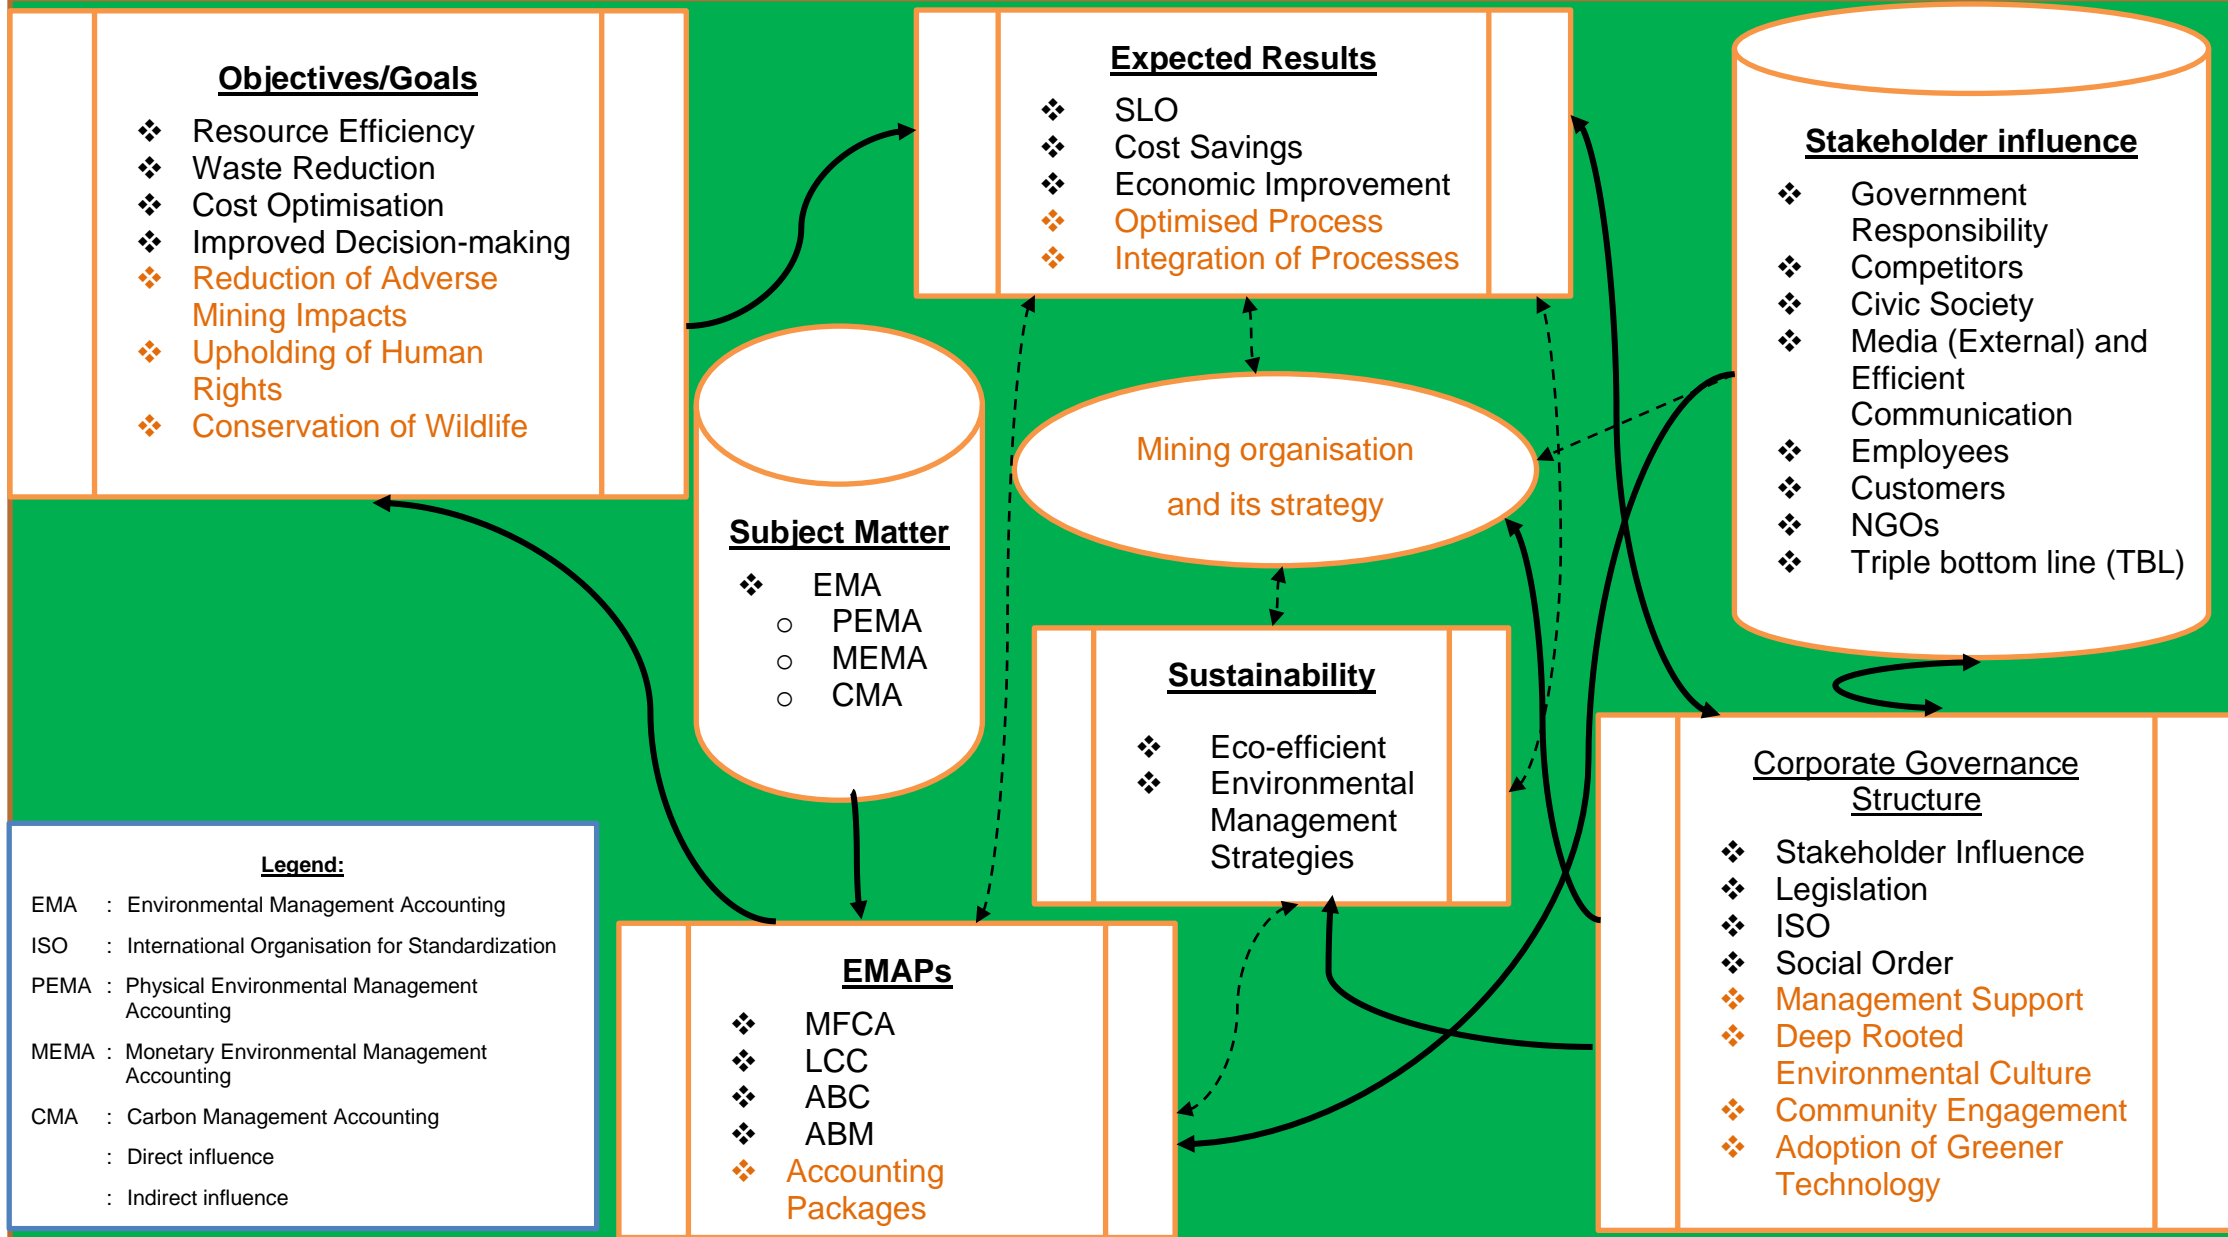 Objectives/Goals
❖ Resource Efficiency
❖ Waste Reduction
❖ Cost Optimisation
❖ Improved Decision-making
❖ Reduction of Adverse
Mining Impacts
❖ Upholding of Human
Rights
❖ Conservation of Wildlife
Expected Results
❖ SLO
❖ Cost Savings
❖ Economic Improvement
❖ Optimised Process
❖ Integration of Processes
Stakeholder influence
❖ Government
Responsibility
❖ Competitors
❖ Civic Society
❖ Media (External) and
Efficient
Communication
❖ Employees
❖ Customers
❖ NGOs
❖ Triple bottom line (TBL)
Subject Matter
❖ EMA
○ PEMA
○ MEMA
○ CMA
Mining organisation
and its strategy
Sustainability
❖ Eco-efficient
❖ Environmental
Management
Strategies
Corporate Governance
Structure
❖ Stakeholder Influence
❖ Legislation
❖ ISO
❖ Social Order
❖ Management Support
❖ Deep Rooted
Environmental Culture
❖ Community Engagement
❖ Adoption of Greener
Technology
EMAPs
❖ MFCA
❖ LCC
❖ ABC
❖ ABM
❖ Accounting
Packages
Legend:
EMA : Environmental Management Accounting
ISO : International Organisation for Standardization
PEMA : Physical Environmental Management
Accounting
MEMA : Monetary Environmental Management
Accounting
CMA : Carbon Management Accounting
: Direct influence
: Indirect influence